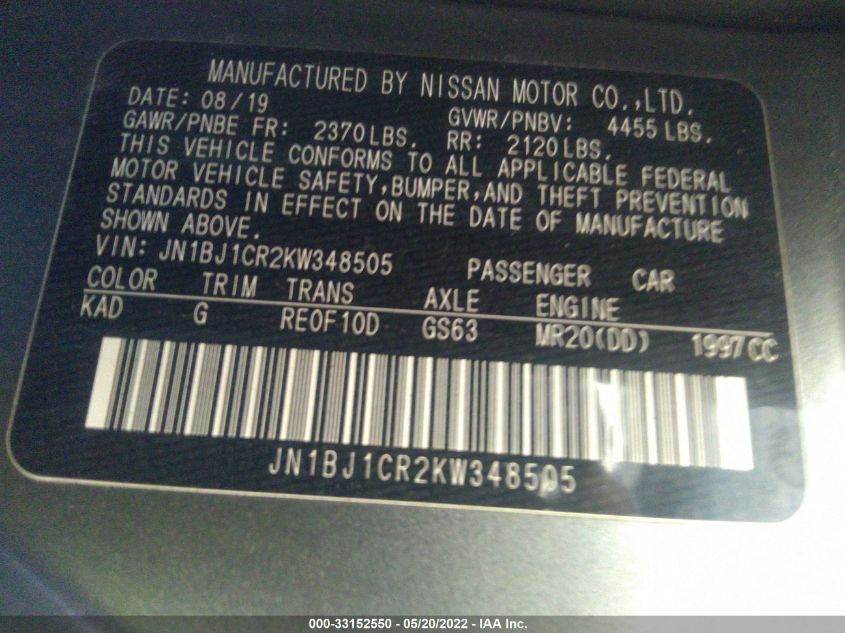 MANUFACTURED BY NISSAN MOTOR CO.,LTD.
DATE: 08/19 GVWR/PNBV: 4455 LBS.
GAWR/PNBE FR: 2370LBS. RR: 2120LBS.
THIS VEHICLE CONFORMS TO ALL APPLICABLE FEDERAL
MOTOR VEHICLE SAFETY,BUMPER,AND THEFT PREVENTION
STANDARDS IN EFFECT ON THE DATE OF MANUFACTURE
SHOWN ABOVE.
VIN: JN1BJ1CR2KW348505 PASSENGER CAR
COLOR TRIM TRANS AXLE ENGINE
KAD G RE0F10D GS63 MR20(DD) 1997CC
JN1BJ1CR2KW348505
000-33152550 - 05/20/2022 - IAA Inc.